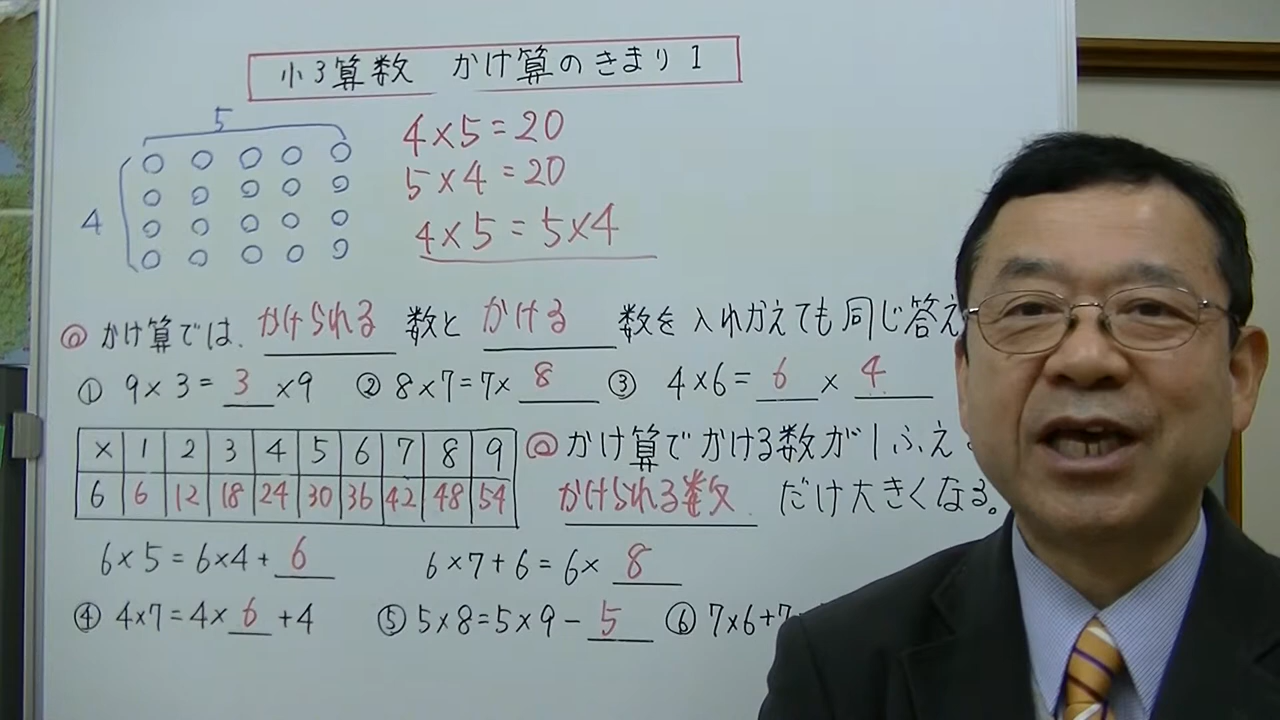 小3算数 かけ算のきまり1
5
4
4×5=20
5×4=20
4×5=5×4
◎ かけ算では、かけられる 数と かける 数を入れかえても同じ答え
① 9×3=3×9 ② 8×7=7×8 ③ 4×6=6×4
× 1 2 3 4 5 6 7 8 9
6 6 12 18 24 30 36 42 48 54
◎ かけ算でかける数が1ふえ
かけられる数 だけ大きくなる。
6×5=6×4+6 6×7+6=6×8
④ 4×7=4×6+4 ⑤ 5×8=5×9-5 ⑥ 7×6+7